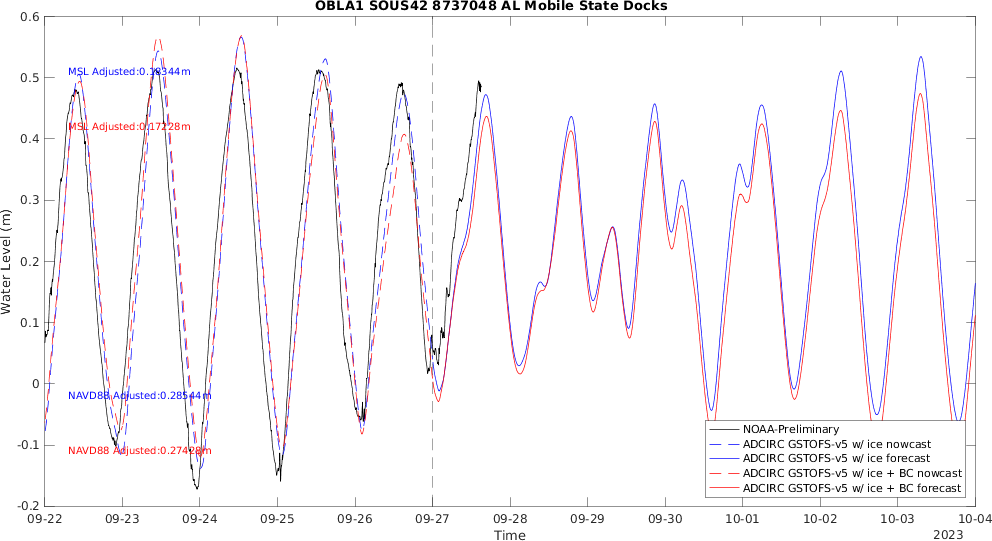 OBLA1 SOUS42 8737048 AL Mobile State Docks
0.6
0.5
0.4
0.3
0.2
0.1
0
-0.1
-0.2
Water Level (m)
MSL Adjusted:0.18344m
MSL Adjusted:0.17228m
NAVD88 Adjusted:0.28544m
NAVD88 Adjusted:0.27428m
NOAA-Preliminary
ADCIRC GSTOFS-v5 w/ ice nowcast
ADCIRC GSTOFS-v5 w/ ice forecast
ADCIRC GSTOFS-v5 w/ ice + BC nowcast
ADCIRC GSTOFS-v5 w/ ice + BC forecast
09-22 09-23 09-24 09-25 09-26 09-27 09-28 09-29 09-30 10-01 10-02 10-03 10-04
Time
2023